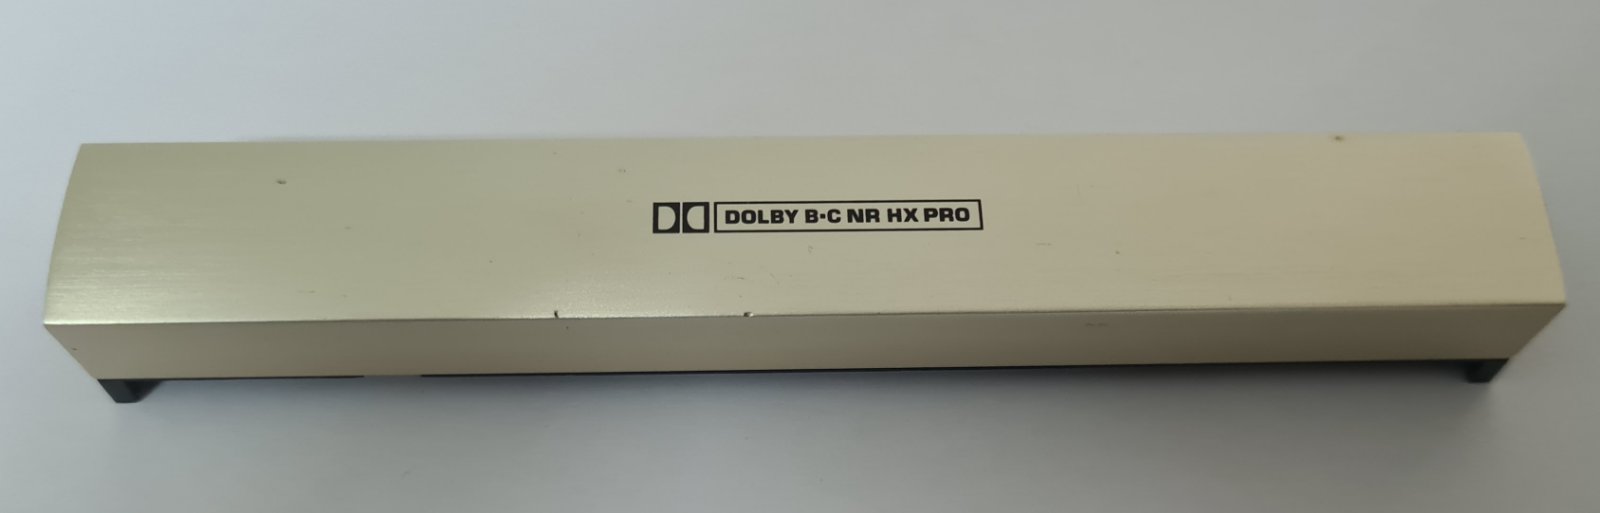 DOLBY B·C NR HX PRO